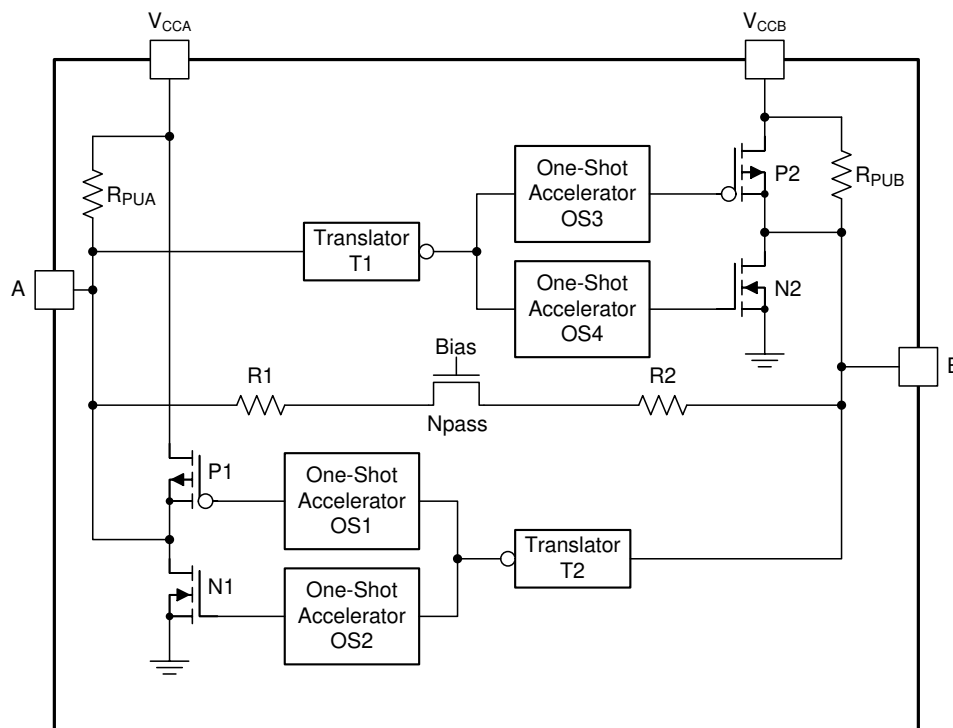 VCCA
VCCB
RPUA
One-Shot
Accelerator
OS3
P2
RPUB
Translator
T1
A
One-Shot
Accelerator
OS4
N2
Bias
R1
R2
Npass
P1
One-Shot
Accelerator
OS1
Translator
T2
N1
One-Shot
Accelerator
OS2